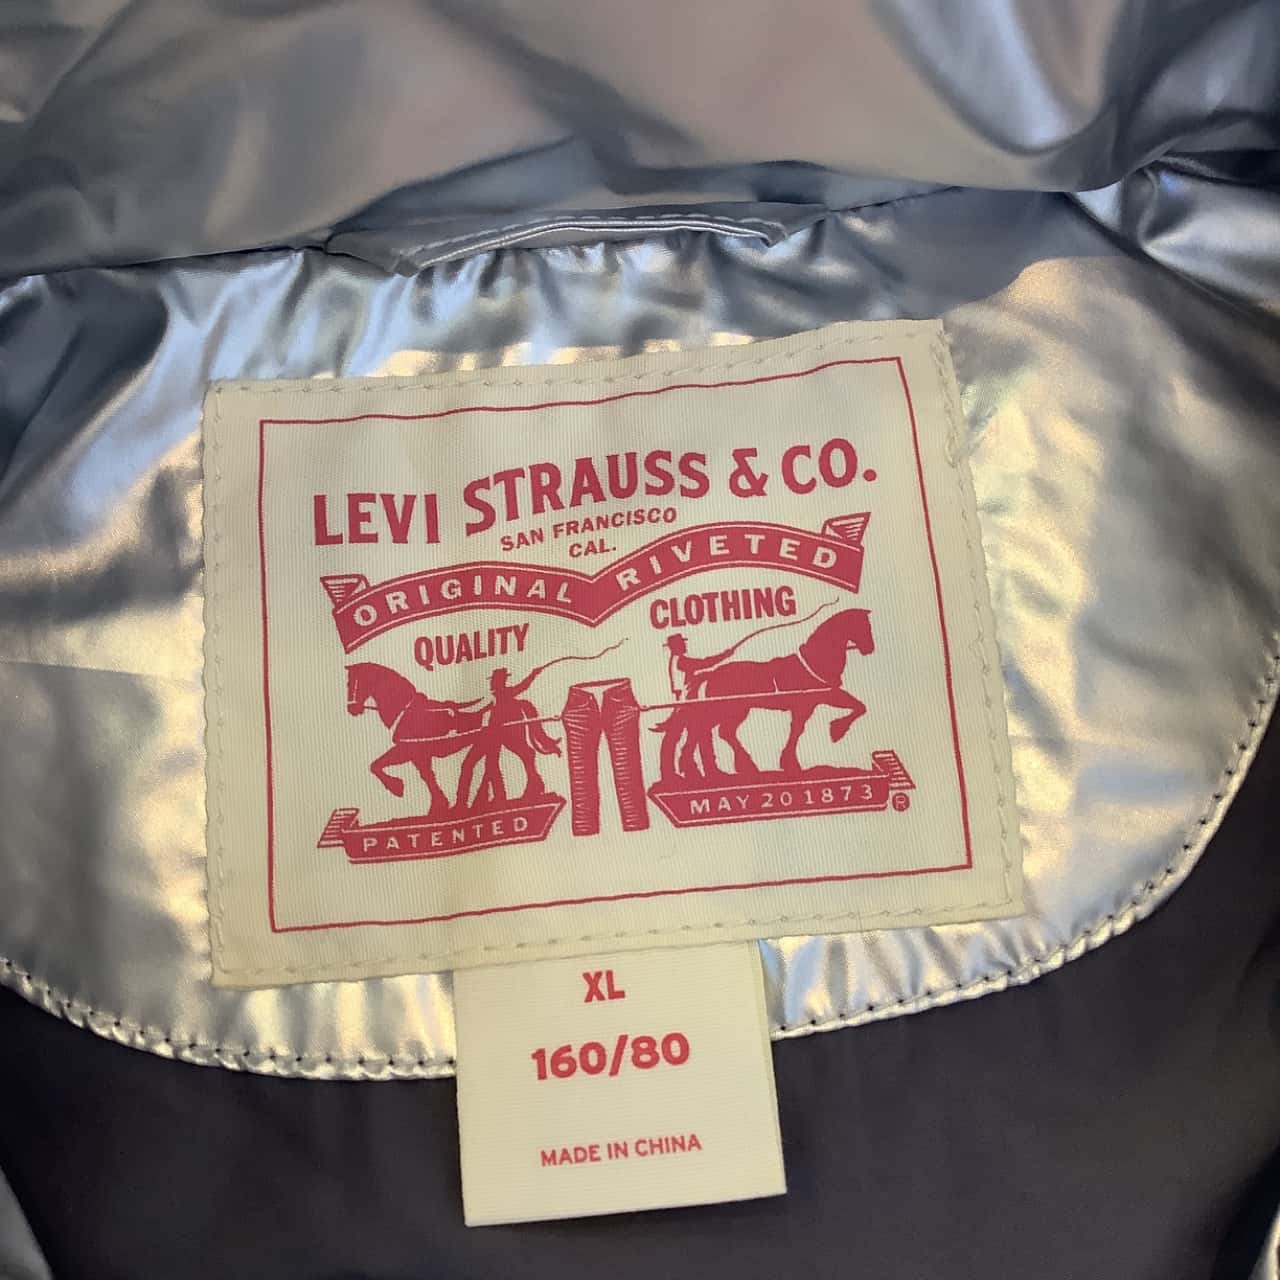 LEVI STRAUSS & CO.
SAN FRANCISCO
CAL.
ORIGINAL RIVETED
QUALITY CLOTHING
PATENTED MAY 20 1873 ®
XL
160/80
MADE IN CHINA